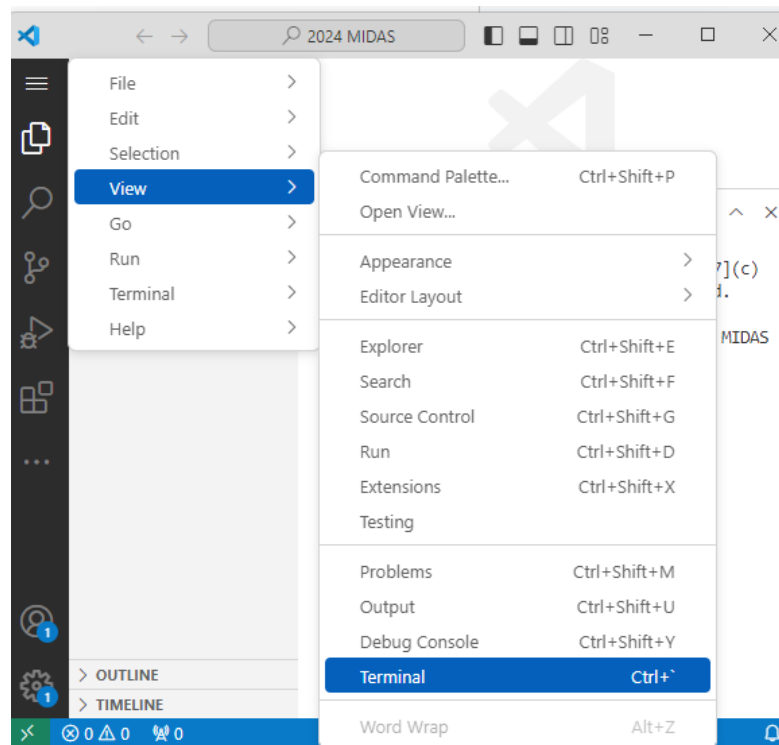 2024 MIDAS
File
Edit
Selection
View
Go
Run
Terminal
Help
Command Palette... Ctrl+Shift+P
Open View...
Appearance
Editor Layout
Explorer Ctrl+Shift+E
Search Ctrl+Shift+F
Source Control Ctrl+Shift+G
Run Ctrl+Shift+D
Extensions Ctrl+Shift+X
Testing
Problems Ctrl+Shift+M
Output Ctrl+Shift+U
Debug Console Ctrl+Shift+Y
Terminal Ctrl+`
Word Wrap Alt+Z
7](c)
d.
MIDAS
1
1
OUTLINE
TIMELINE
0 0 0